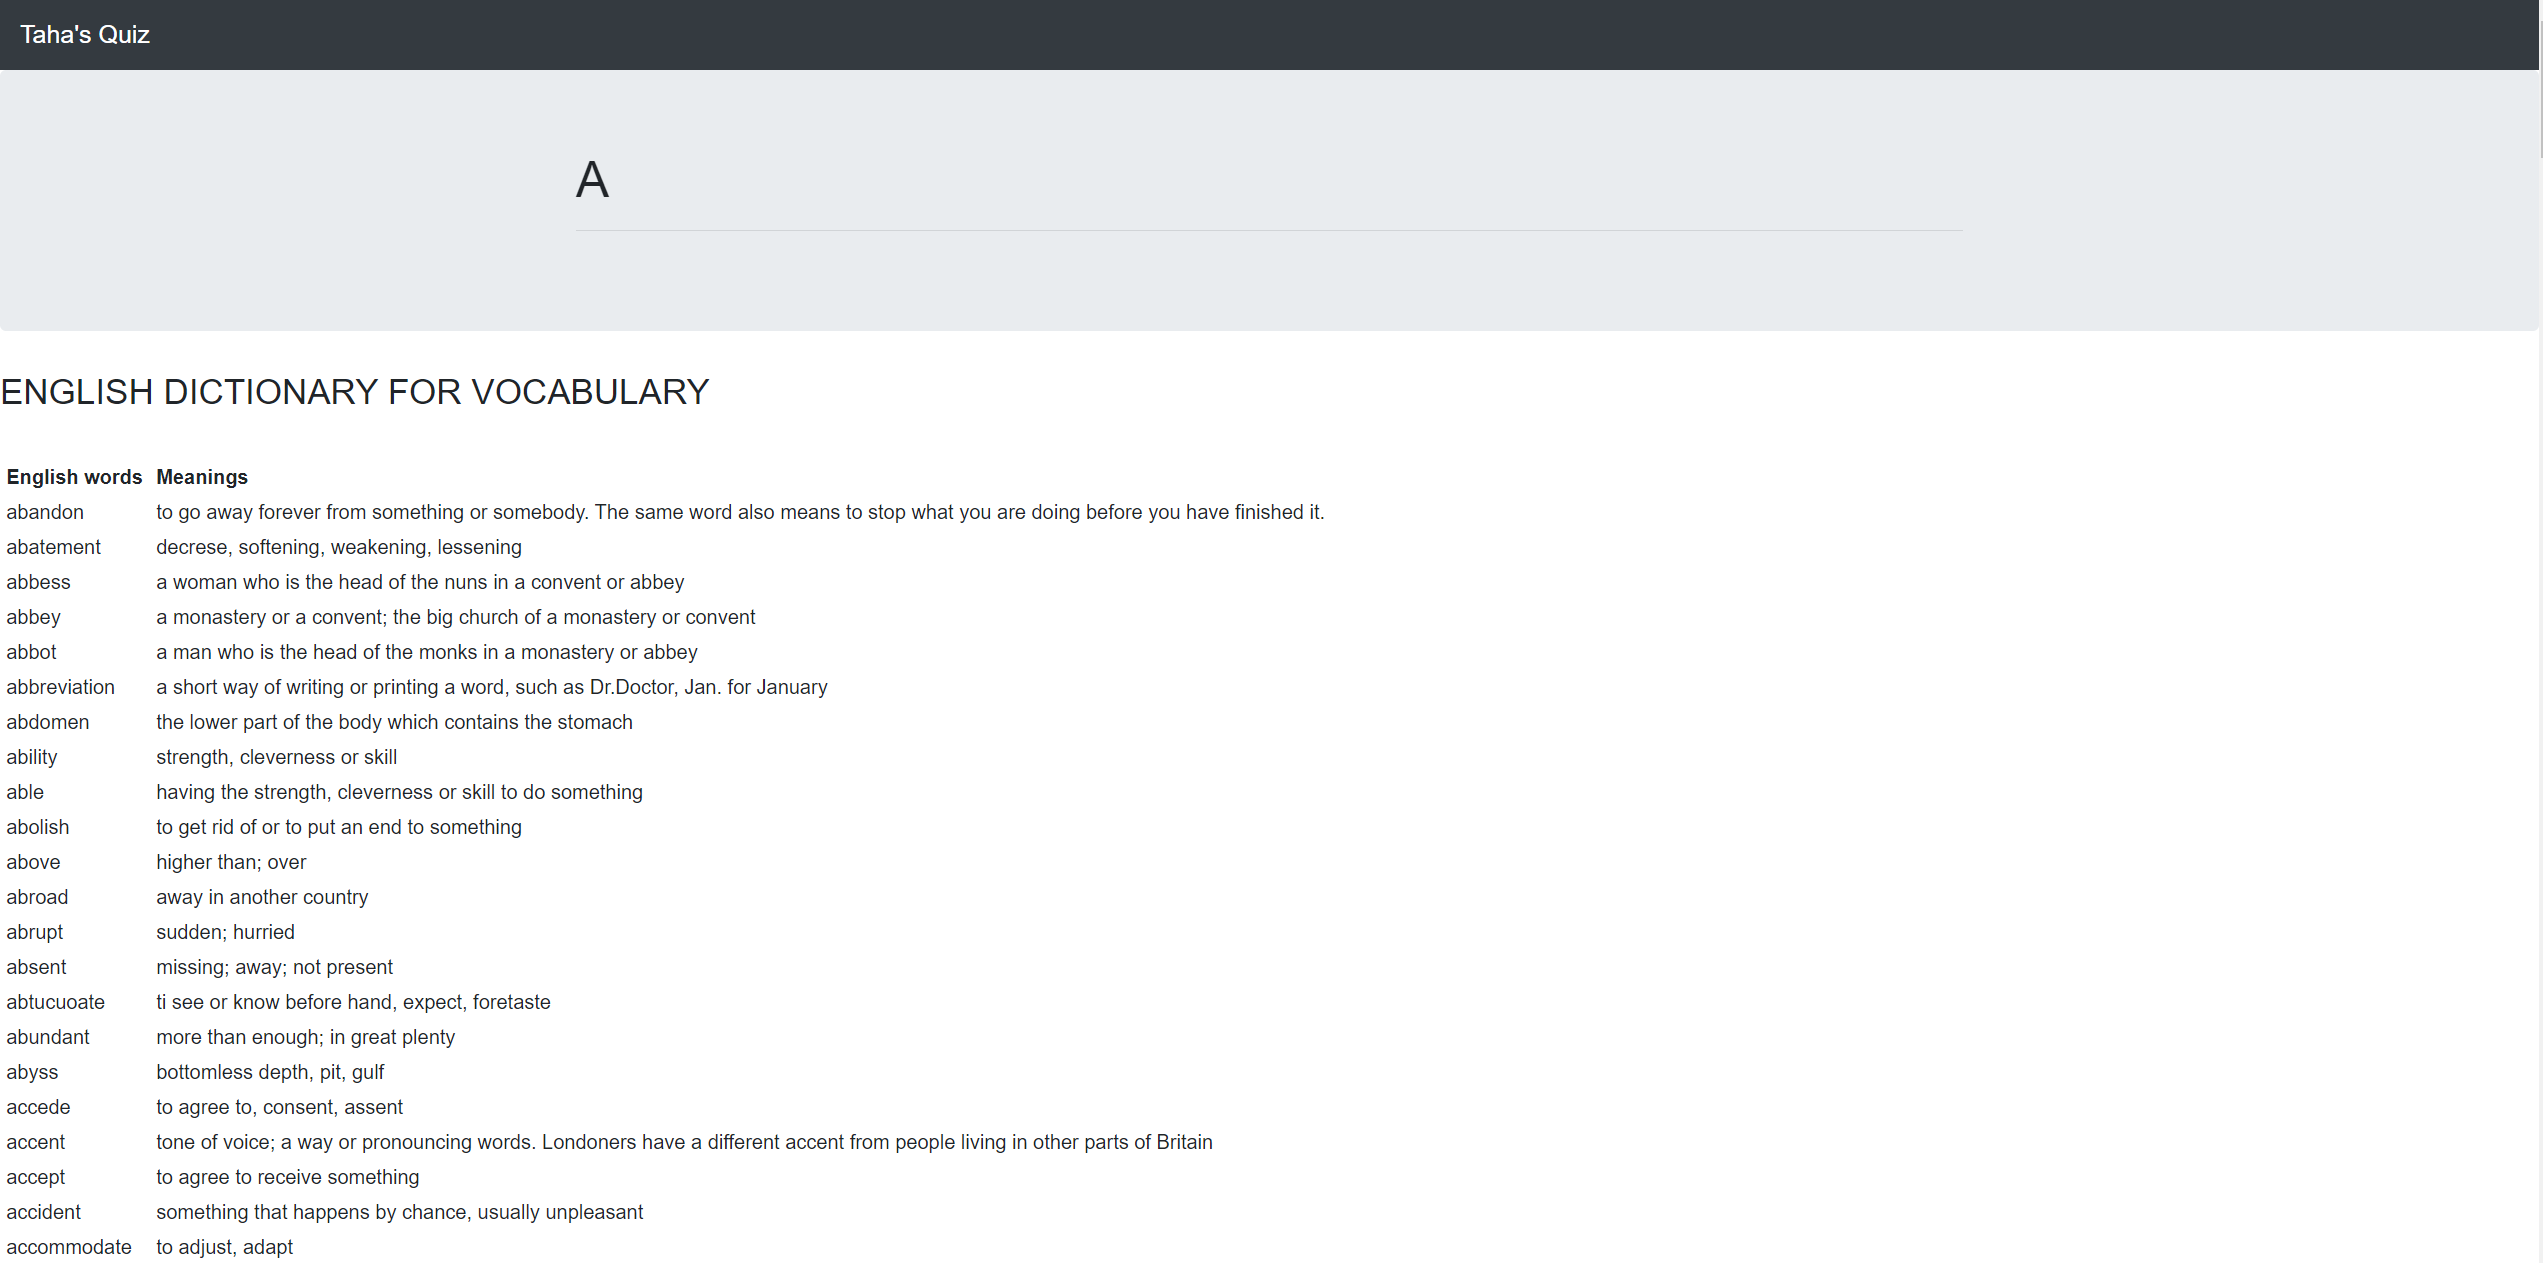 Taha's Quiz
A
ENGLISH DICTIONARY FOR VOCABULARY
English words Meanings
abandon to go away forever from something or somebody. The same word also means to stop what you are doing before you have finished it.
abatement decrese, softening, weakening, lessening
abbess a woman who is the head of the nuns in a convent or abbey
abbey a monastery or a convent; the big church of a monastery or convent
abbot a man who is the head of the monks in a monastery or abbey
abbreviation a short way of writing or printing a word, such as Dr.Doctor, Jan. for January
abdomen the lower part of the body which contains the stomach
ability strength, cleverness or skill
able having the strength, cleverness or skill to do something
abolish to get rid of or to put an end to something
above higher than; over
abroad away in another country
abrupt sudden; hurried
absent missing; away; not present
abtucuoate ti see or know before hand, expect, foretaste
abundant more than enough; in great plenty
abyss bottomless depth, pit, gulf
accede to agree to, consent, assent
accent tone of voice; a way or pronouncing words. Londoners have a different accent from people living in other parts of Britain
accept to agree to receive something
accident something that happens by chance, usually unpleasant
accommodate to adjust, adapt